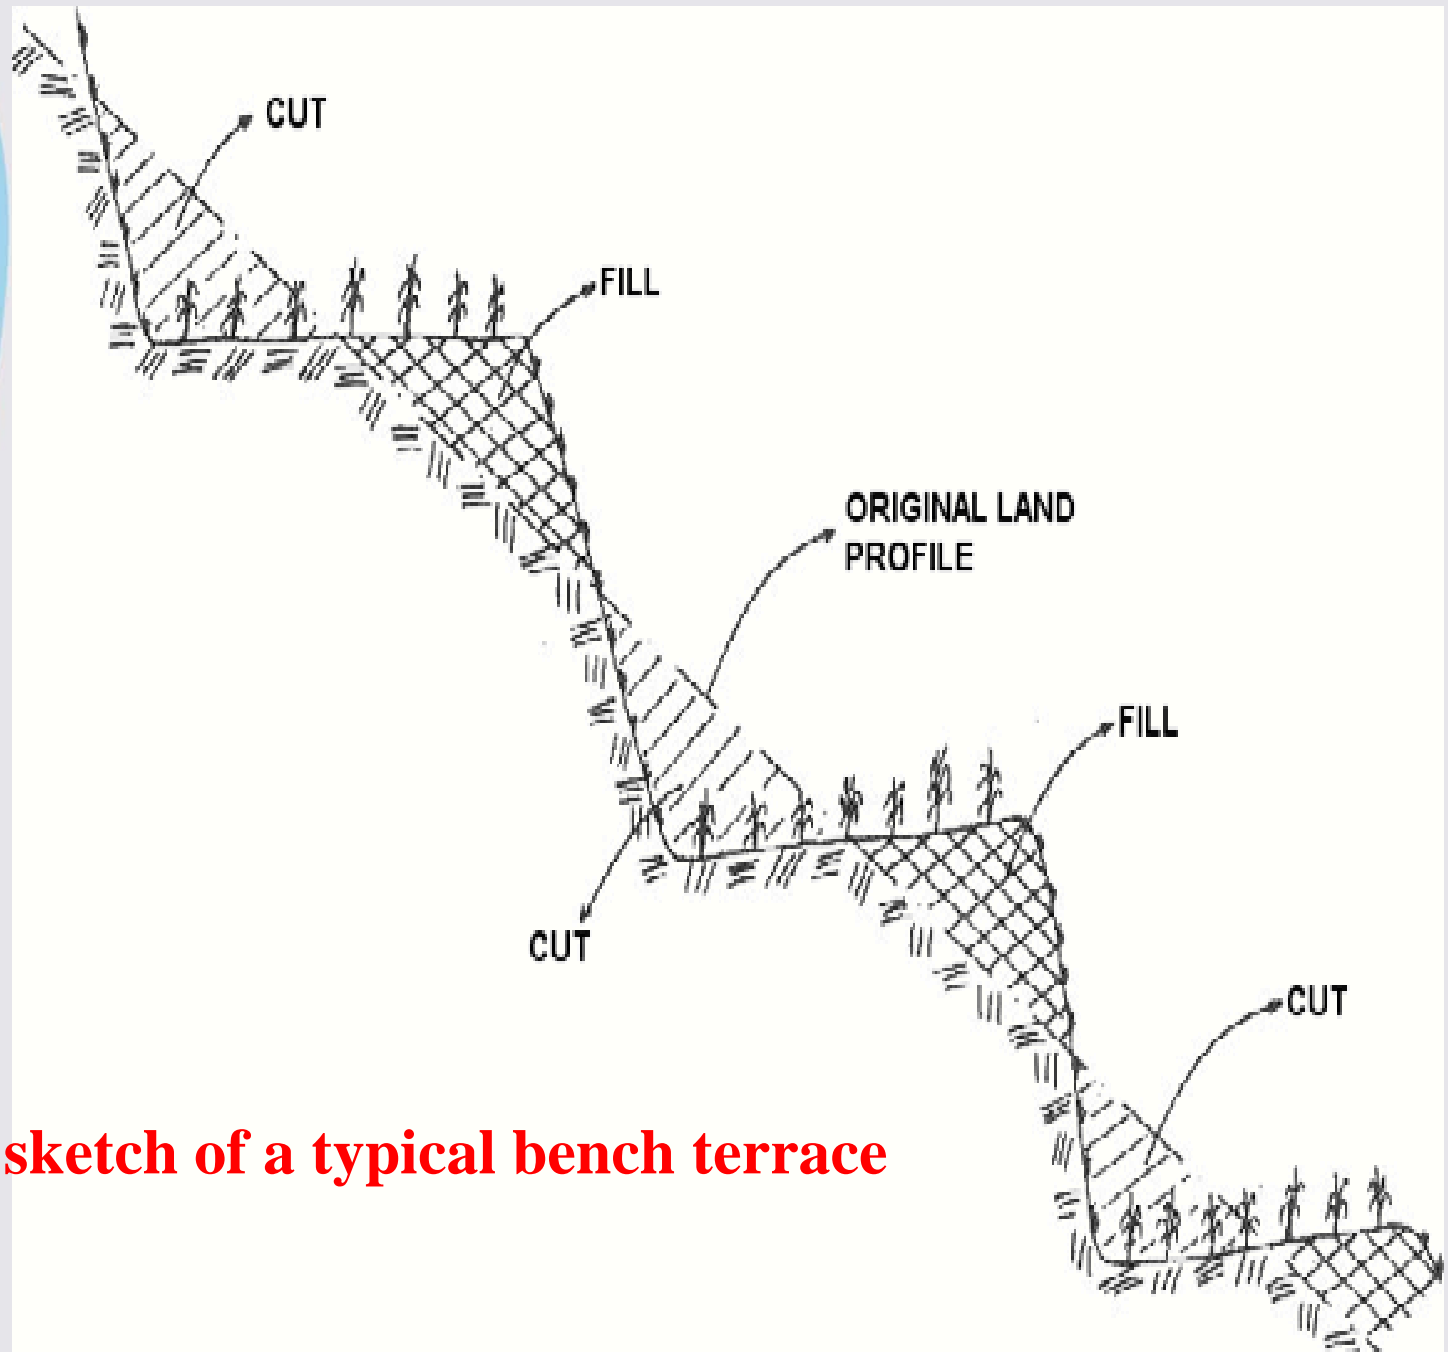 CUT
FILL
ORIGINAL LAND
PROFILE
FILL
CUT
CUT
sketch of a typical bench terrace